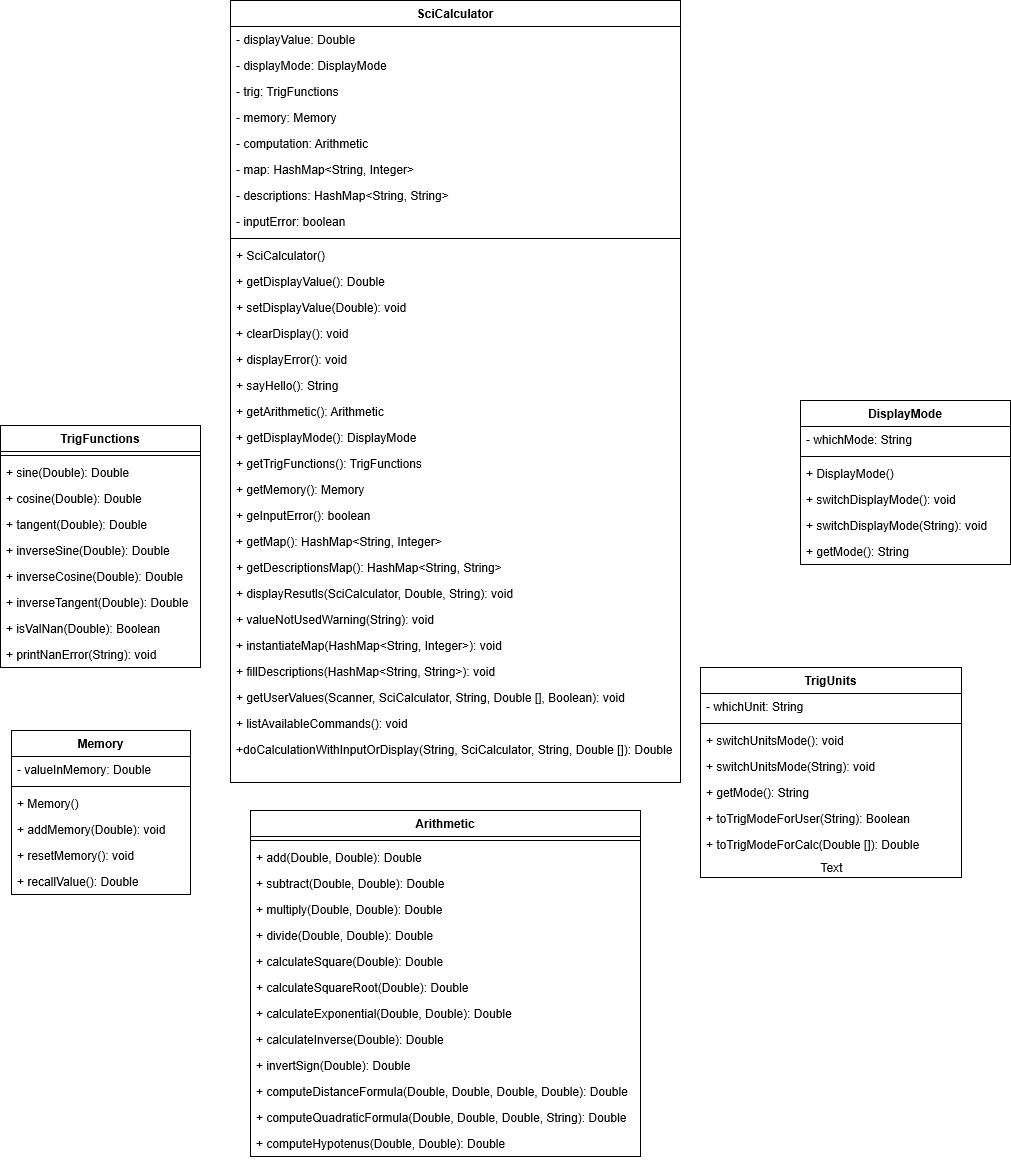 SciCalculator
- displayValue: Double
- displayMode: DisplayMode
- trig: TrigFunctions
- memory: Memory
- computation: Arithmetic
- map: HashMap<String, Integer>
- descriptions: HashMap<String, String>
- inputError: boolean
+ SciCalculator()
+ getDisplayValue(): Double
+ setDisplayValue(Double): void
+ clearDisplay(): void
+ displayError(): void
+ sayHello(): String
+ getArithmetic(): Arithmetic
+ getDisplayMode(): DisplayMode
+ getTrigFunctions(): TrigFunctions
+ getMemory(): Memory
+ geInputError(): boolean
+ getMap(): HashMap<String, Integer>
+ getDescriptionsMap(): HashMap<String, String>
+ displayResutls(SciCalculator, Double, String): void
+ valueNotUsedWarning(String): void
+ instantiateMap(HashMap<String, Integer>): void
+ fillDescriptions(HashMap<String, String>): void
+ getUserValues(Scanner, SciCalculator, String, Double [], Boolean): void
+ listAvailableCommands(): void
+doCalculationWithInputOrDisplay(String, SciCalculator, String, Double []): Double
TrigFunctions
+ sine(Double): Double
+ cosine(Double): Double
+ tangent(Double): Double
+ inverseSine(Double): Double
+ inverseCosine(Double): Double
+ inverseTangent(Double): Double
+ isValNan(Double): Boolean
+ printNanError(String): void
DisplayMode
- whichMode: String
+ DisplayMode()
+ switchDisplayMode(): void
+ switchDisplayMode(String): void
+ getMode(): String
TrigUnits
- whichUnit: String
+ switchUnitsMode(): void
+ switchUnitsMode(String): void
+ getMode(): String
+ toTrigModeForUser(String): Boolean
+ toTrigModeForCalc(Double []): Double
Text
Memory
- valueInMemory: Double
+ Memory()
+ addMemory(Double): void
+ resetMemory(): void
+ recallValue(): Double
Arithmetic
+ add(Double, Double): Double
+ subtract(Double, Double): Double
+ multiply(Double, Double): Double
+ divide(Double, Double): Double
+ calculateSquare(Double): Double
+ calculateSquareRoot(Double): Double
+ calculateExponential(Double, Double): Double
+ calculateInverse(Double): Double
+ invertSign(Double): Double
+ computeDistanceFormula(Double, Double, Double, Double): Double
+ computeQuadraticFormula(Double, Double, Double, String): Double
+ computeHypotenus(Double, Double): Double